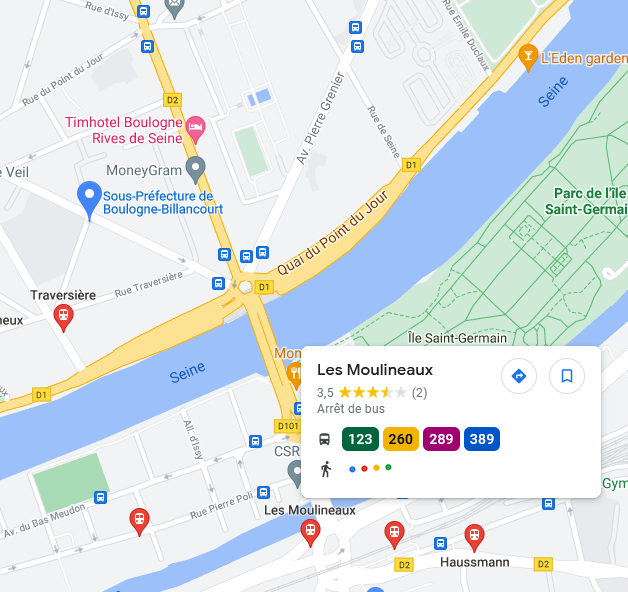 Rue d'Issy
Rue Emile Duclaux
L'Eden garden
Rue du Point du Jour
D2
Seine
Timhotel Boulogne
Rives de Seine
Av. Pierre Grenier
Rue de Seine
MoneyGram
D1
Veil
Sous-Préfecture de
Boulogne-Billancourt
Parc de l'île
Saint-Germai
Quai du Point du Jour
Rue Traversière
D1
Traversière
neux
Île Saint-Germain
Mon
Seine
Les Moulineaux
3,5
(2)
Arrêt de bus
D1
D101
All. d'Issy
123
260
289
389
CSR
Gym
Rue Pierre Poli
Av. du Bas Meudon
Les Moulineaux
Haussmann
D2
D2